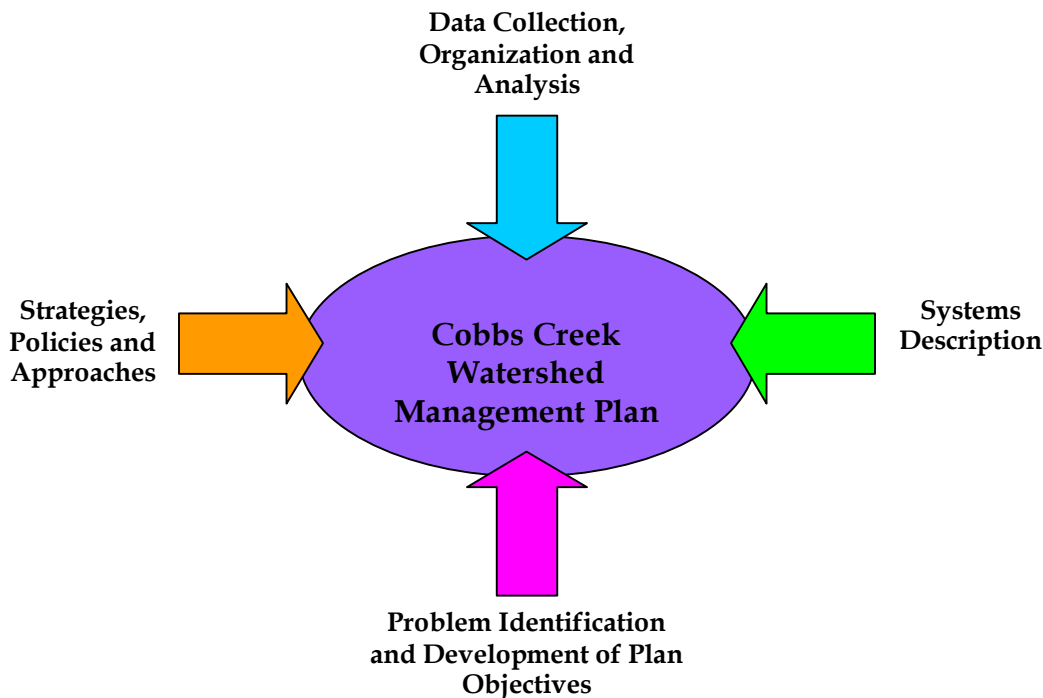 Data Collection,
Organization and
Analysis
Strategies,
Policies and
Approaches
Cobbs Creek
Watershed
Management Plan
Systems
Description
Problem Identification
and Development of Plan
Objectives